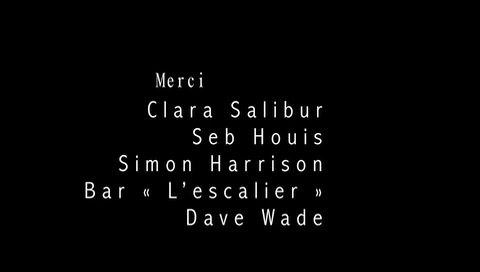 Merci
Clara Salibur
Seb Houis
Simon Harrison
Bar « L’escalier »
Dave Wade